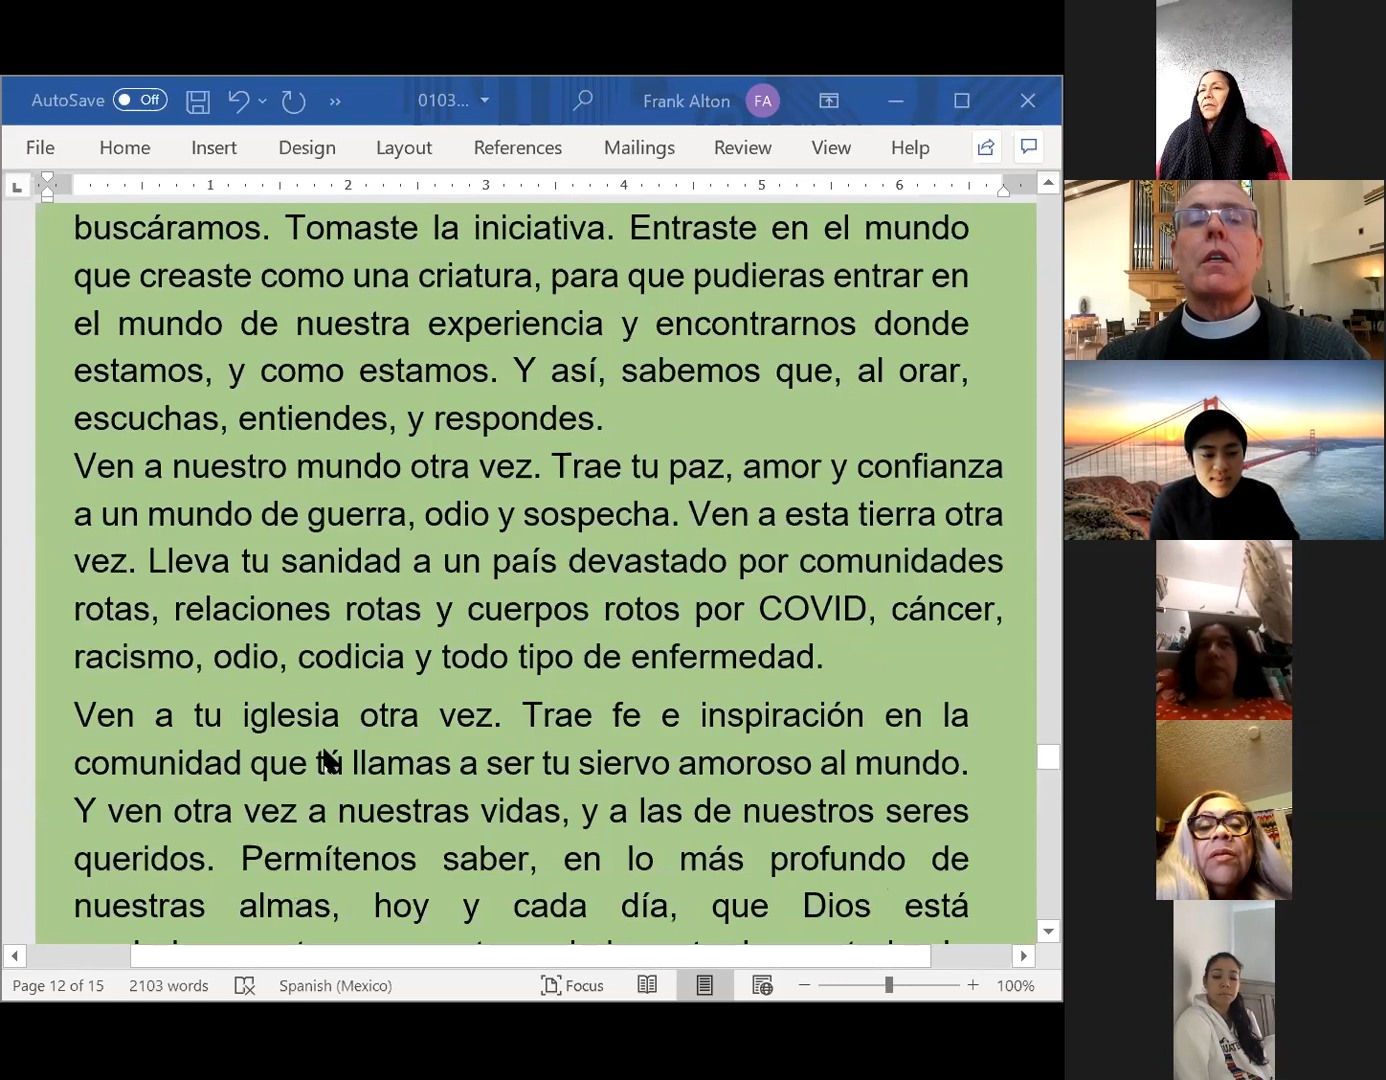 AutoSave Off 0103... Frank Alton FA
File Home Insert Design Layout References Mailings Review View Help
1 2 3 4 5 6
buscáramos. Tomaste la iniciativa. Entraste en el mundo
que creaste como una criatura, para que pudieras entrar en
el mundo de nuestra experiencia y encontrarnos donde
estamos, y como estamos. Y así, sabemos que, al orar,
escuchas, entiendes, y respondes.
Ven a nuestro mundo otra vez. Trae tu paz, amor y confianza
a un mundo de guerra, odio y sospecha. Ven a esta tierra otra
vez. Lleva tu sanidad a un país devastado por comunidades
rotas, relaciones rotas y cuerpos rotos por COVID, cáncer,
racismo, odio, codicia y todo tipo de enfermedad.
Ven a tu iglesia otra vez. Trae fe e inspiración en la
comunidad que tú llamas a ser tu siervo amoroso al mundo.
Y ven otra vez a nuestras vidas, y a las de nuestros seres
queridos. Permítenos saber, en lo más profundo de
nuestras almas, hoy y cada día, que Dios está
Page 12 of 15 2103 words Spanish (Mexico) Focus 100%